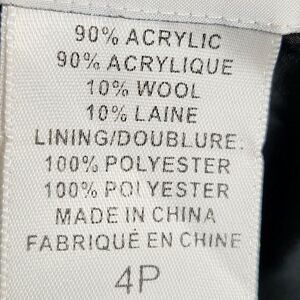 90% ACRYLIC
90% ACRYLIQUE
10% WOOL
10% LAINE
LINING/DOUBLURE:
100% POLYESTER
100% POLYESTER
MADE IN CHINA
FABRIQUÉ EN CHINE
4P